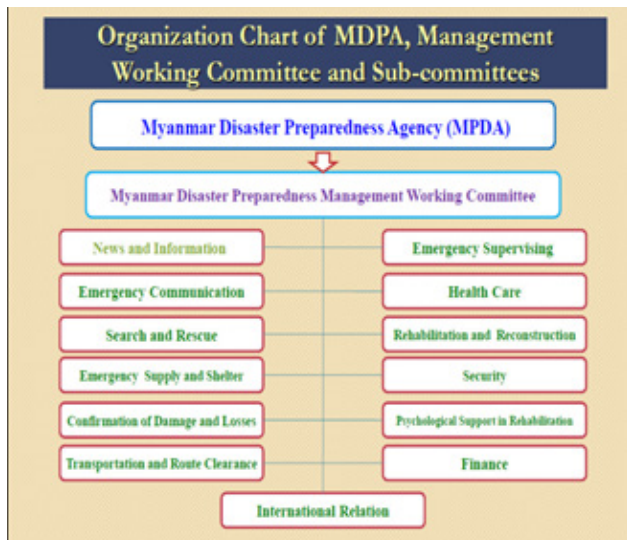 Organization Chart of MDPA, Management
Working Committee and Sub-committees
Myanmar Disaster Preparedness Agency (MPDA)
Myanmar Disaster Preparedness Management Working Committee
News and Information
Emergency Supervising
Emergency Communication
Health Care
Search and Rescue
Rehabilitation and Reconstruction
Emergency Supply and Shelter
Security
Confirmation of Damage and Losses
Psychological Support in Rehabilitation
Transportation and Route Clearance
Finance
International Relation